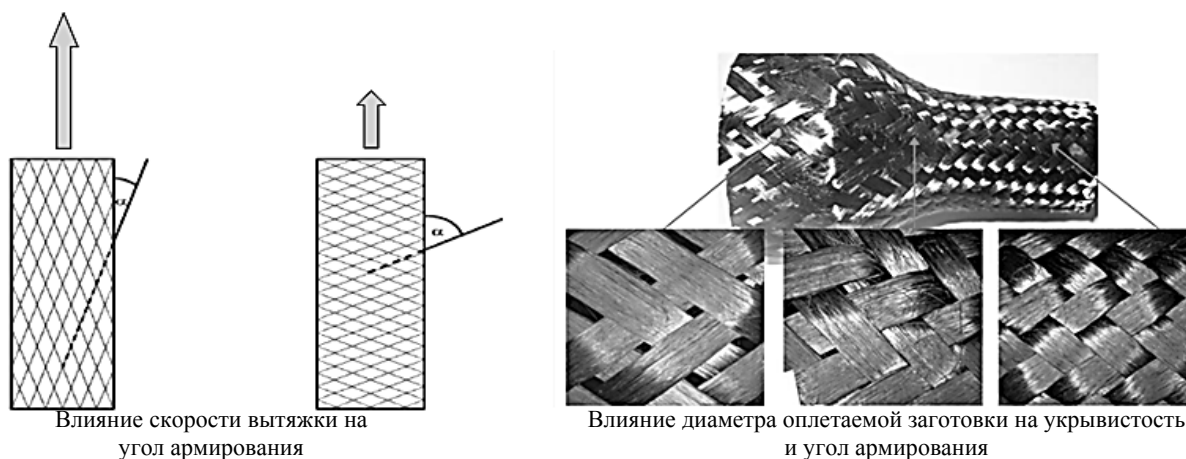 α
α
Влияние скорости вытяжки на
угол армирования
Влияние диаметра оплетаемой заготовки на укрывистость
и угол армирования